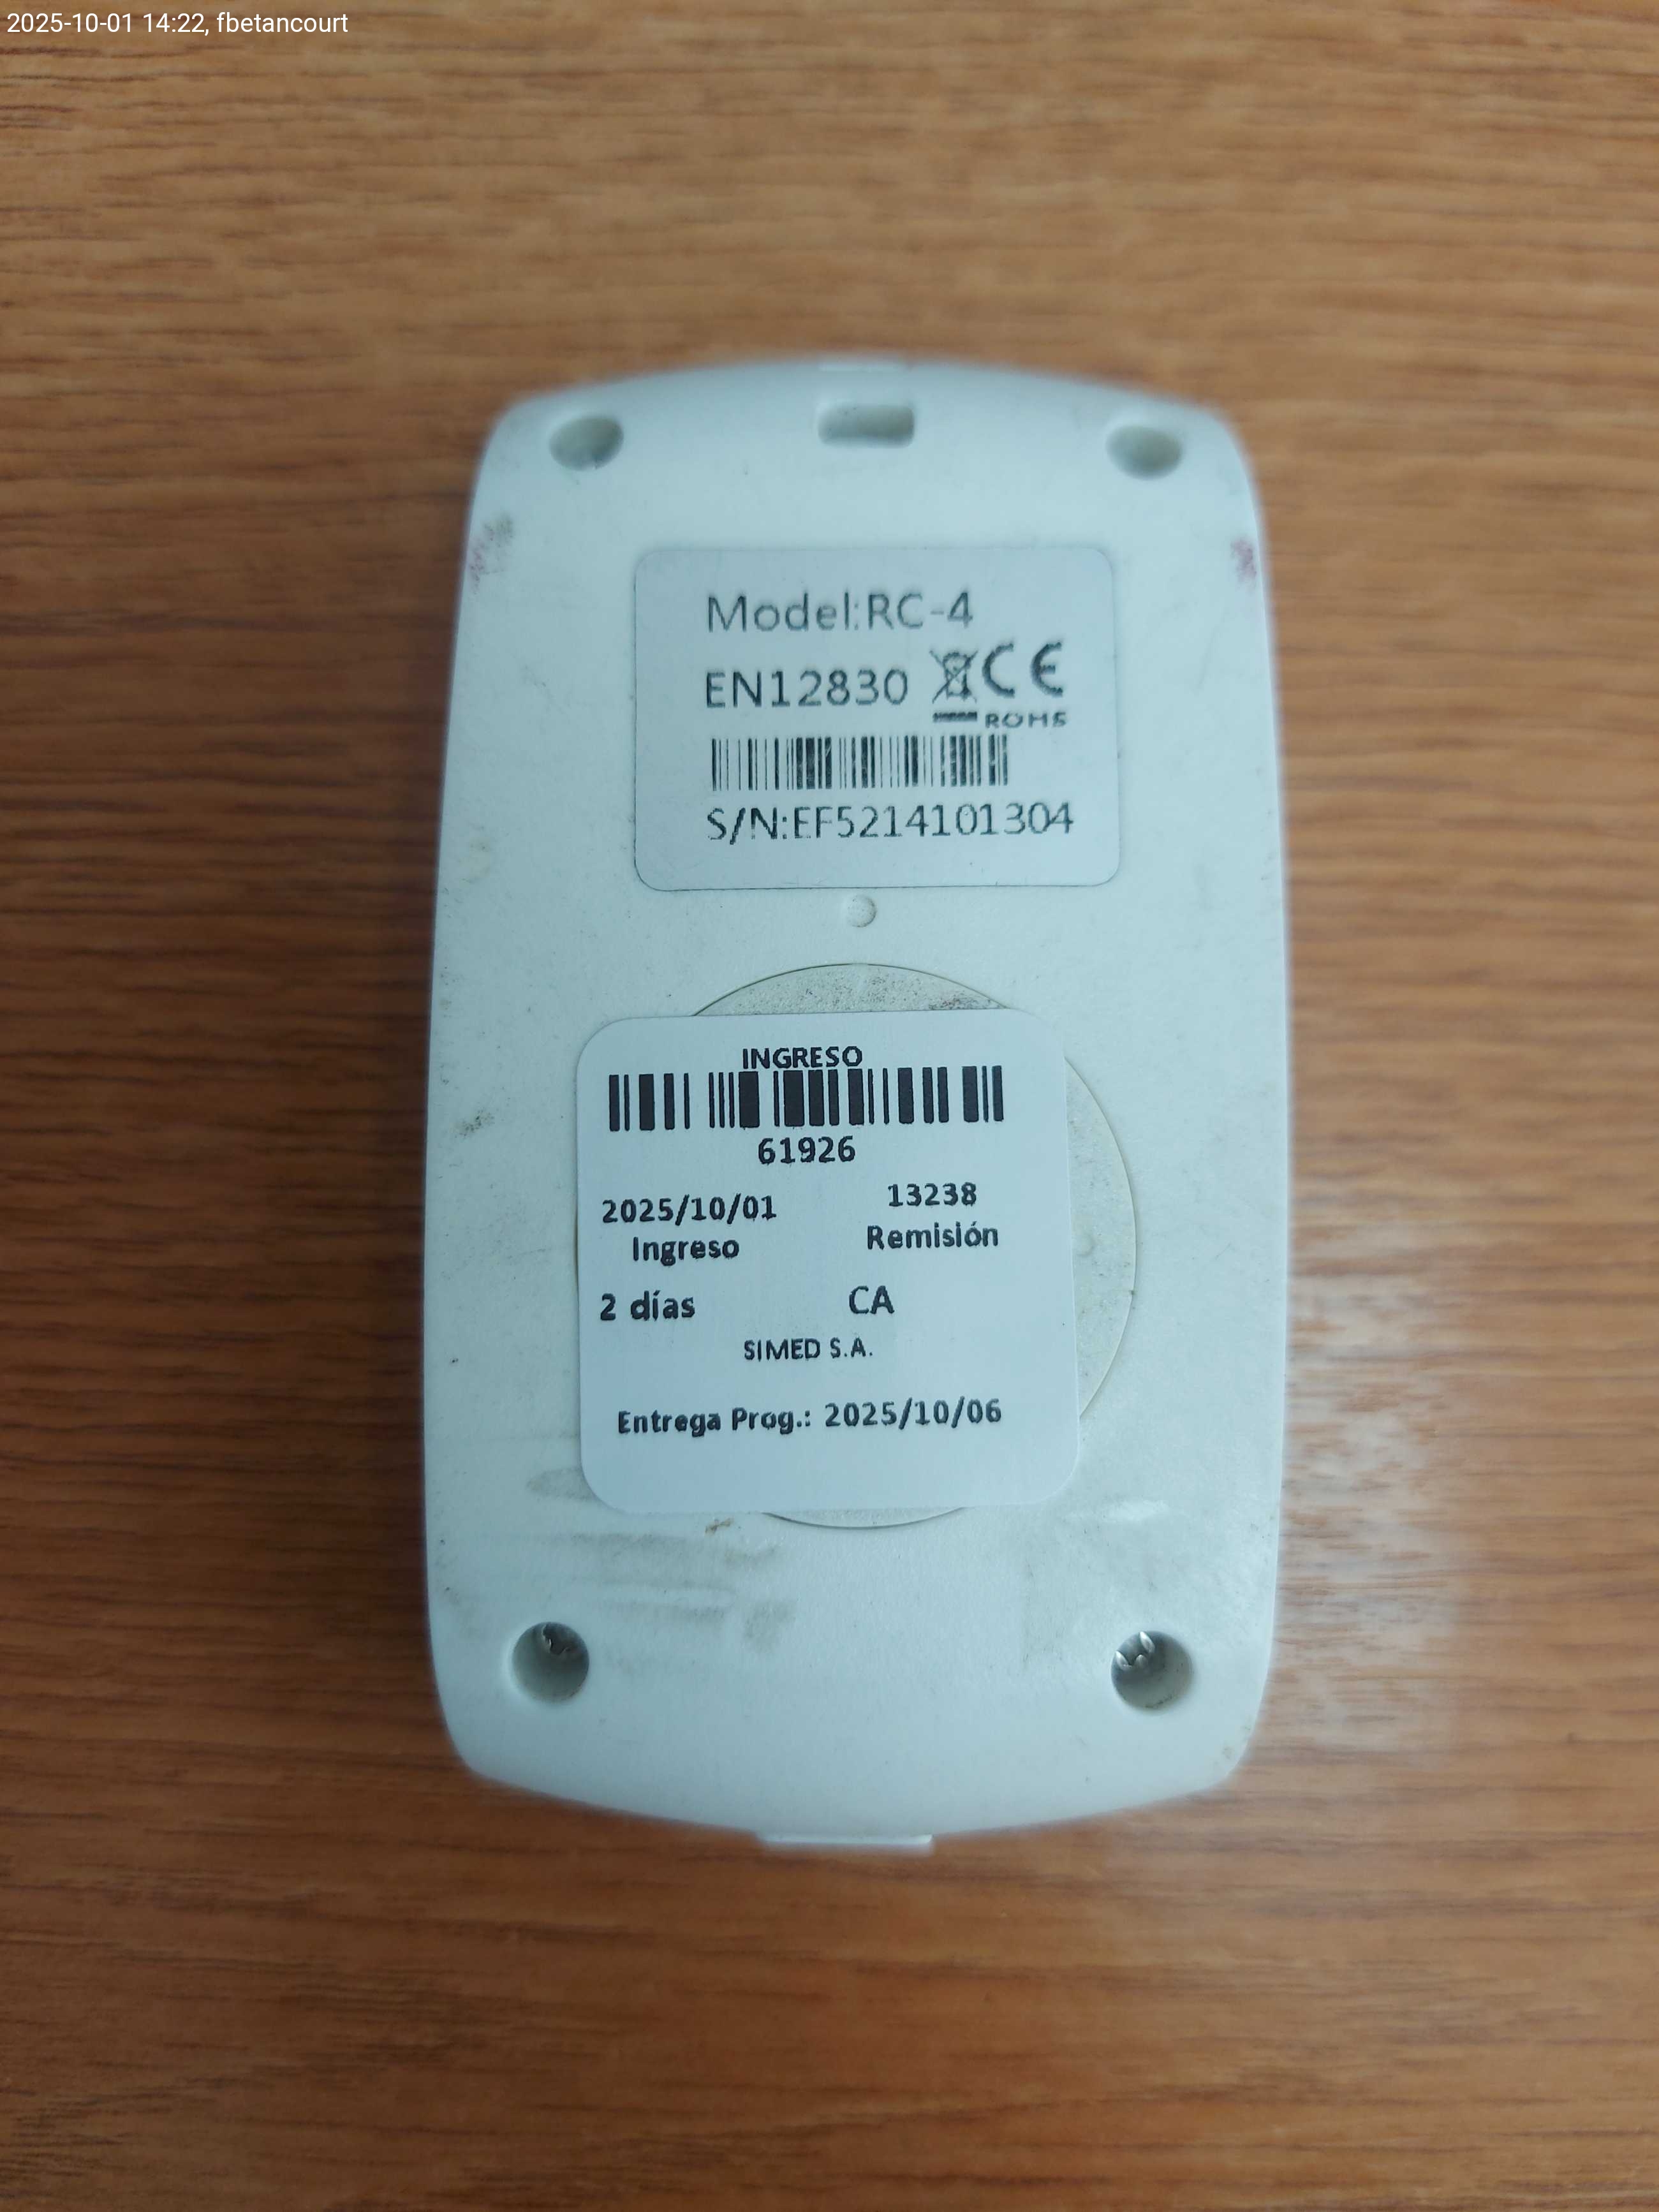 2025-10-01 14:22, fbetancourt
Model:RC-4
EN12830 CE
ROHS
S/N:EF5214101304
INGRESO
61926
2025/10/01 13238
Ingreso Remisión
2 días CA
SIMED S.A.
Entrega Prog.: 2025/10/06